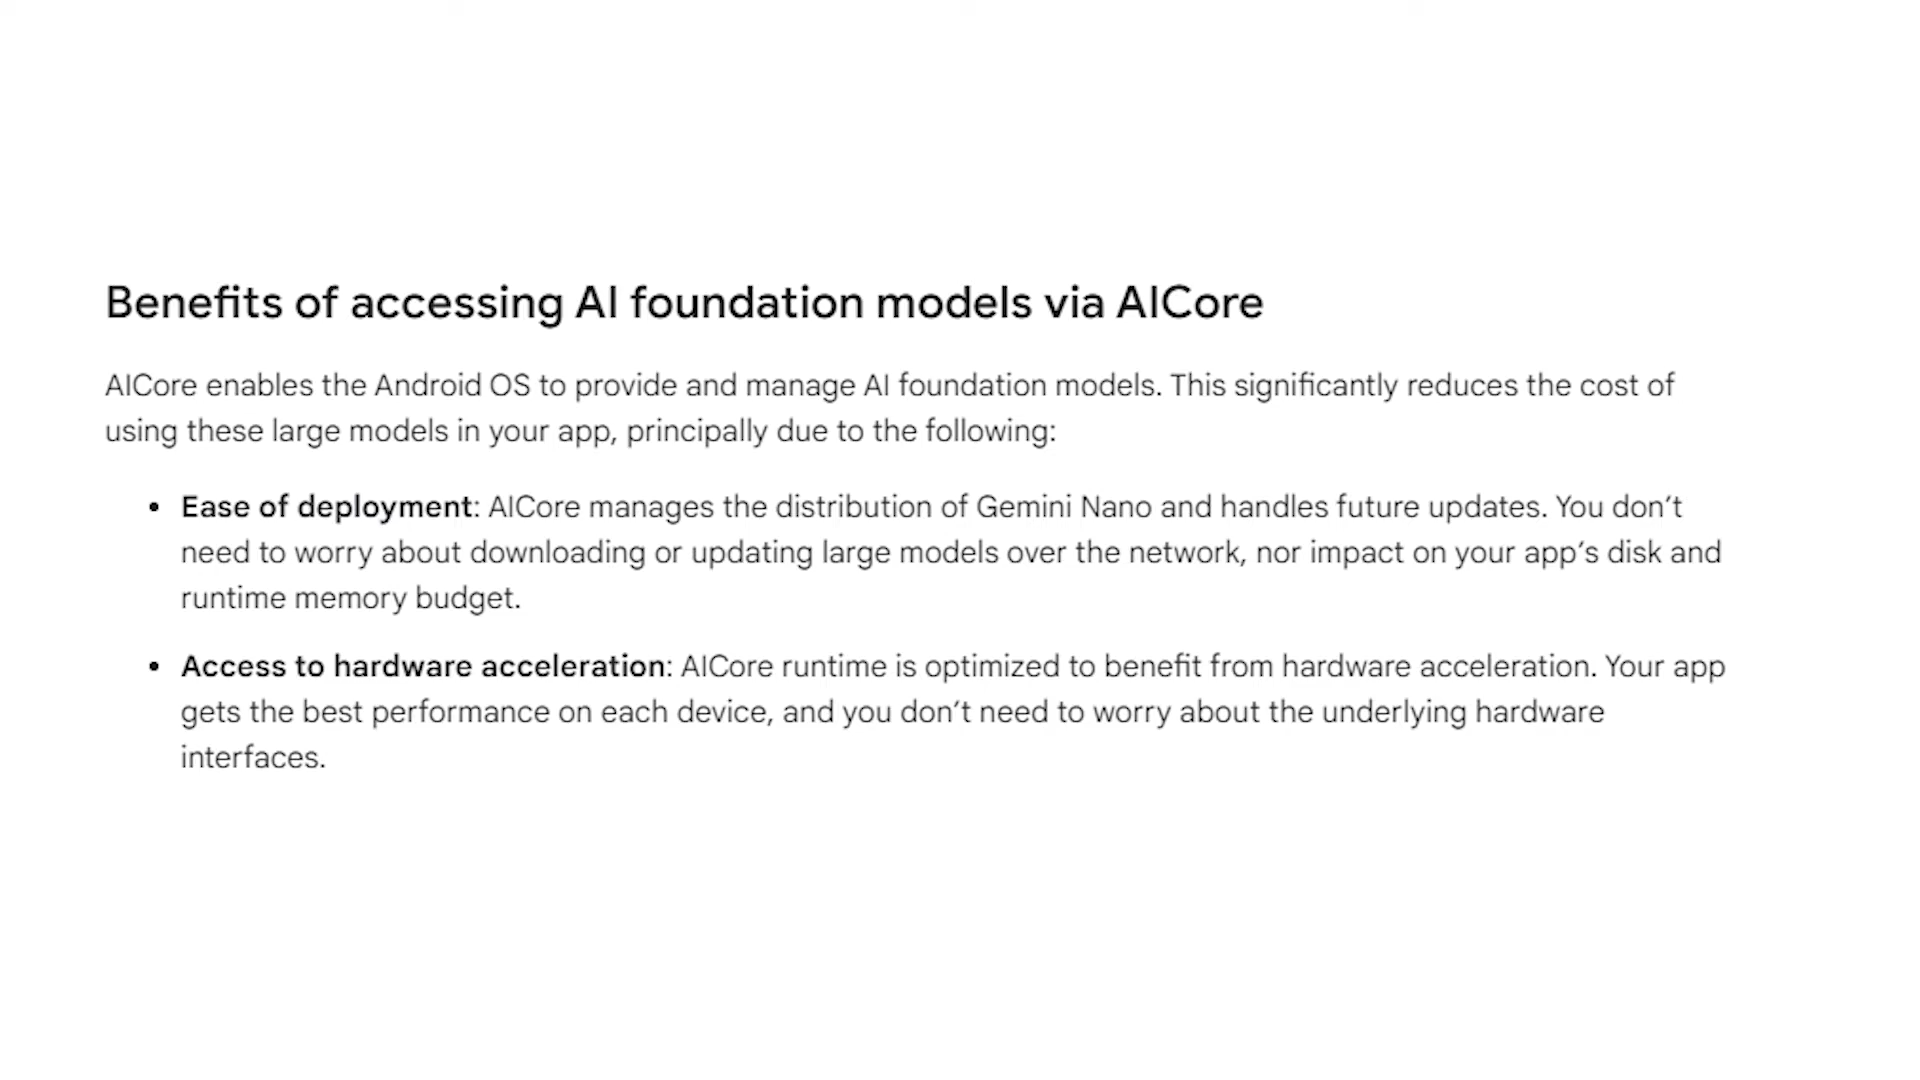 Benefits of accessing AI foundation models via AICore
AICore enables the Android OS to provide and manage AI foundation models. This significantly reduces the cost of
using these large models in your app, principally due to the following:
• Ease of deployment: AICore manages the distribution of Gemini Nano and handles future updates. You don’t
need to worry about downloading or updating large models over the network, nor impact on your app’s disk and
runtime memory budget.
• Access to hardware acceleration: AICore runtime is optimized to benefit from hardware acceleration. Your app
gets the best performance on each device, and you don’t need to worry about the underlying hardware
interfaces.